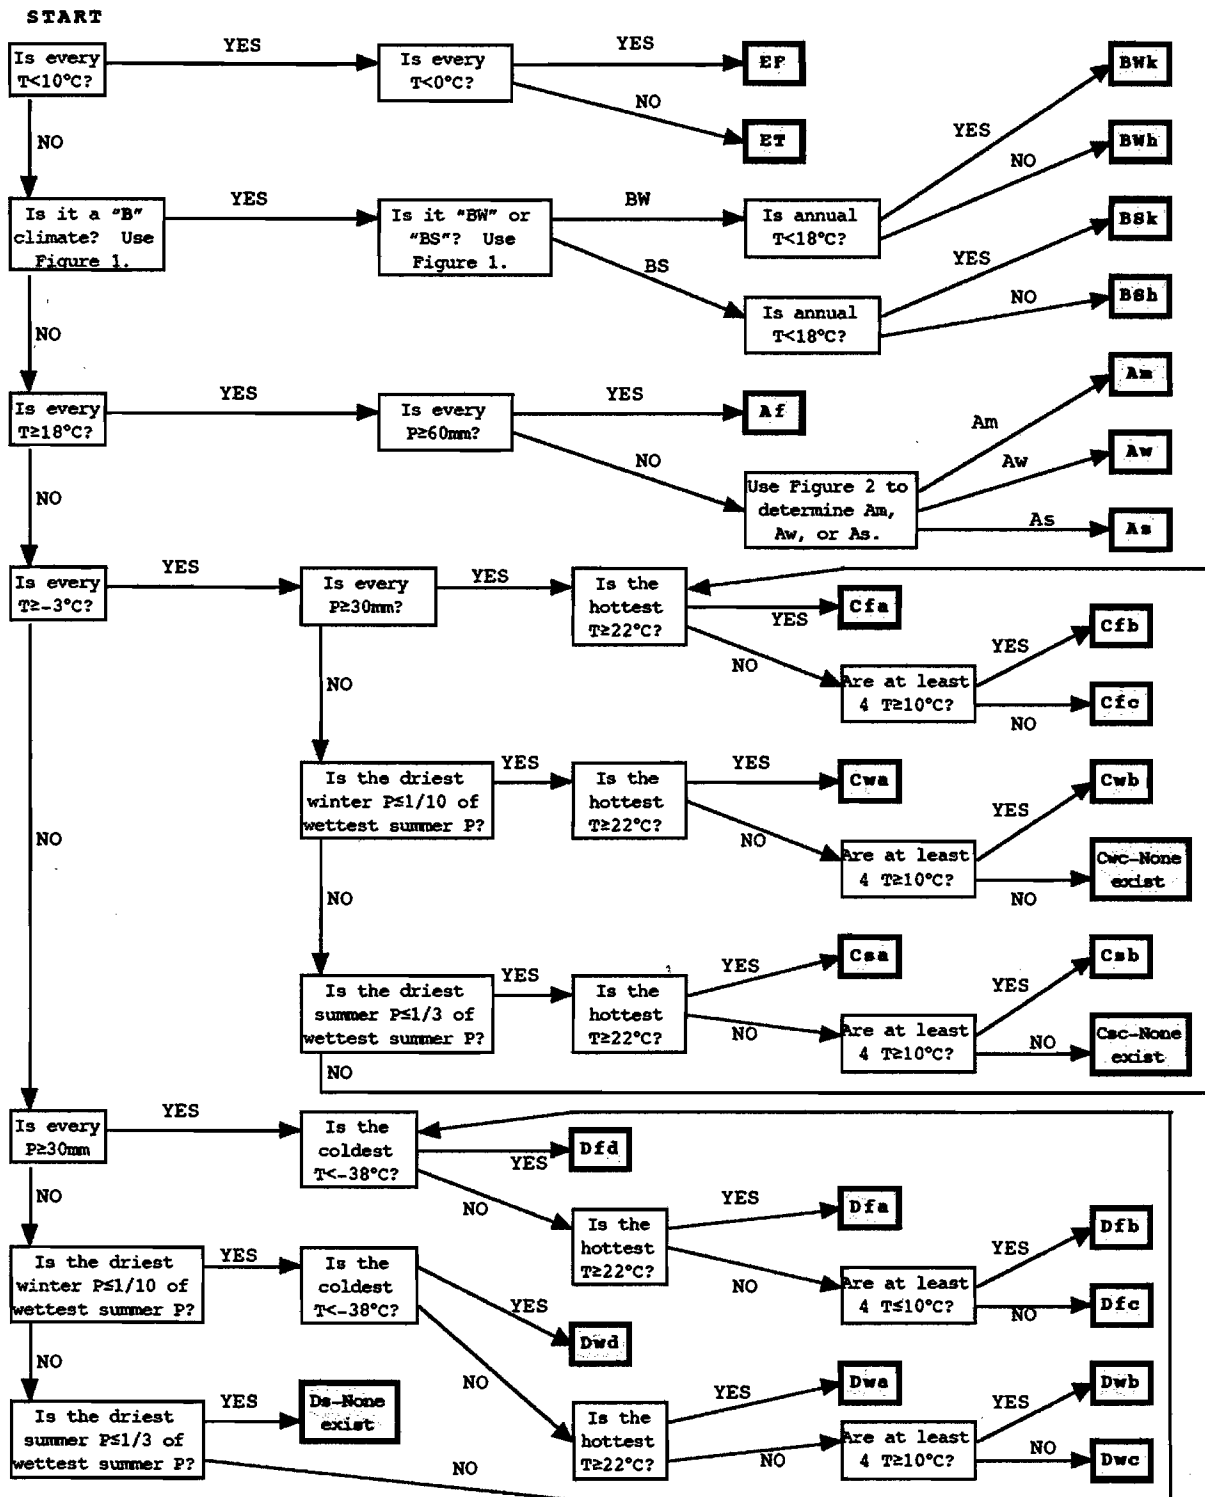 START
Is every
T<10°C?
YES
Is every
T<0°C?
YES
EF
NO
ET
NO
Is it a "B"
climate? Use
Figure 1.
YES
Is it "BW" or
"BS"? Use
Figure 1.
BW
Is annual
T<18°C?
YES
BWk
NO
BWh
BS
Is annual
T<18°C?
YES
BSk
NO
BSh
NO
Is every
T≥18°C?
YES
Is every
P≥60mm?
YES
Af
NO
Use Figure 2 to
determine Am,
Aw, or As.
Am
Am
Aw
Aw
As
As
NO
Is every
T≥-3°C?
YES
Is every
P≥30mm?
YES
Is the
hottest
T≥22°C?
YES
Cfa
NO
Are at least
4 T≥10°C?
YES
Cfb
NO
Cfc
NO
Is the driest
winter P≤1/10 of
wettest summer P?
YES
Is the
hottest
T≥22°C?
YES
Cwa
NO
Are at least
4 T≥10°C?
YES
Cwb
NO
Cwc-None
exist
NO
Is the driest
summer P≤1/3 of
wettest summer P?
YES
Is the
hottest
T≥22°C?
YES
Csa
NO
Are at least
4 T≥10°C?
YES
Csb
NO
Csc-None
exist
NO
NO
Is every
P≥30mm
YES
Is the
coldest
T<-38°C?
YES
Dfd
NO
Is the
hottest
T≥22°C?
YES
Dfa
NO
Are at least
4 T≤10°C?
YES
Dfb
NO
Dfc
NO
Is the driest
winter P≤1/10 of
wettest summer P?
YES
Is the
coldest
T<-38°C?
YES
Dwd
NO
Is the
hottest
T≥22°C?
YES
Dwa
NO
Are at least
4 T≥10°C?
YES
Dwb
NO
Dwc
NO
Is the driest
summer P≤1/3 of
wettest summer P?
YES
Ds-None
exist
NO